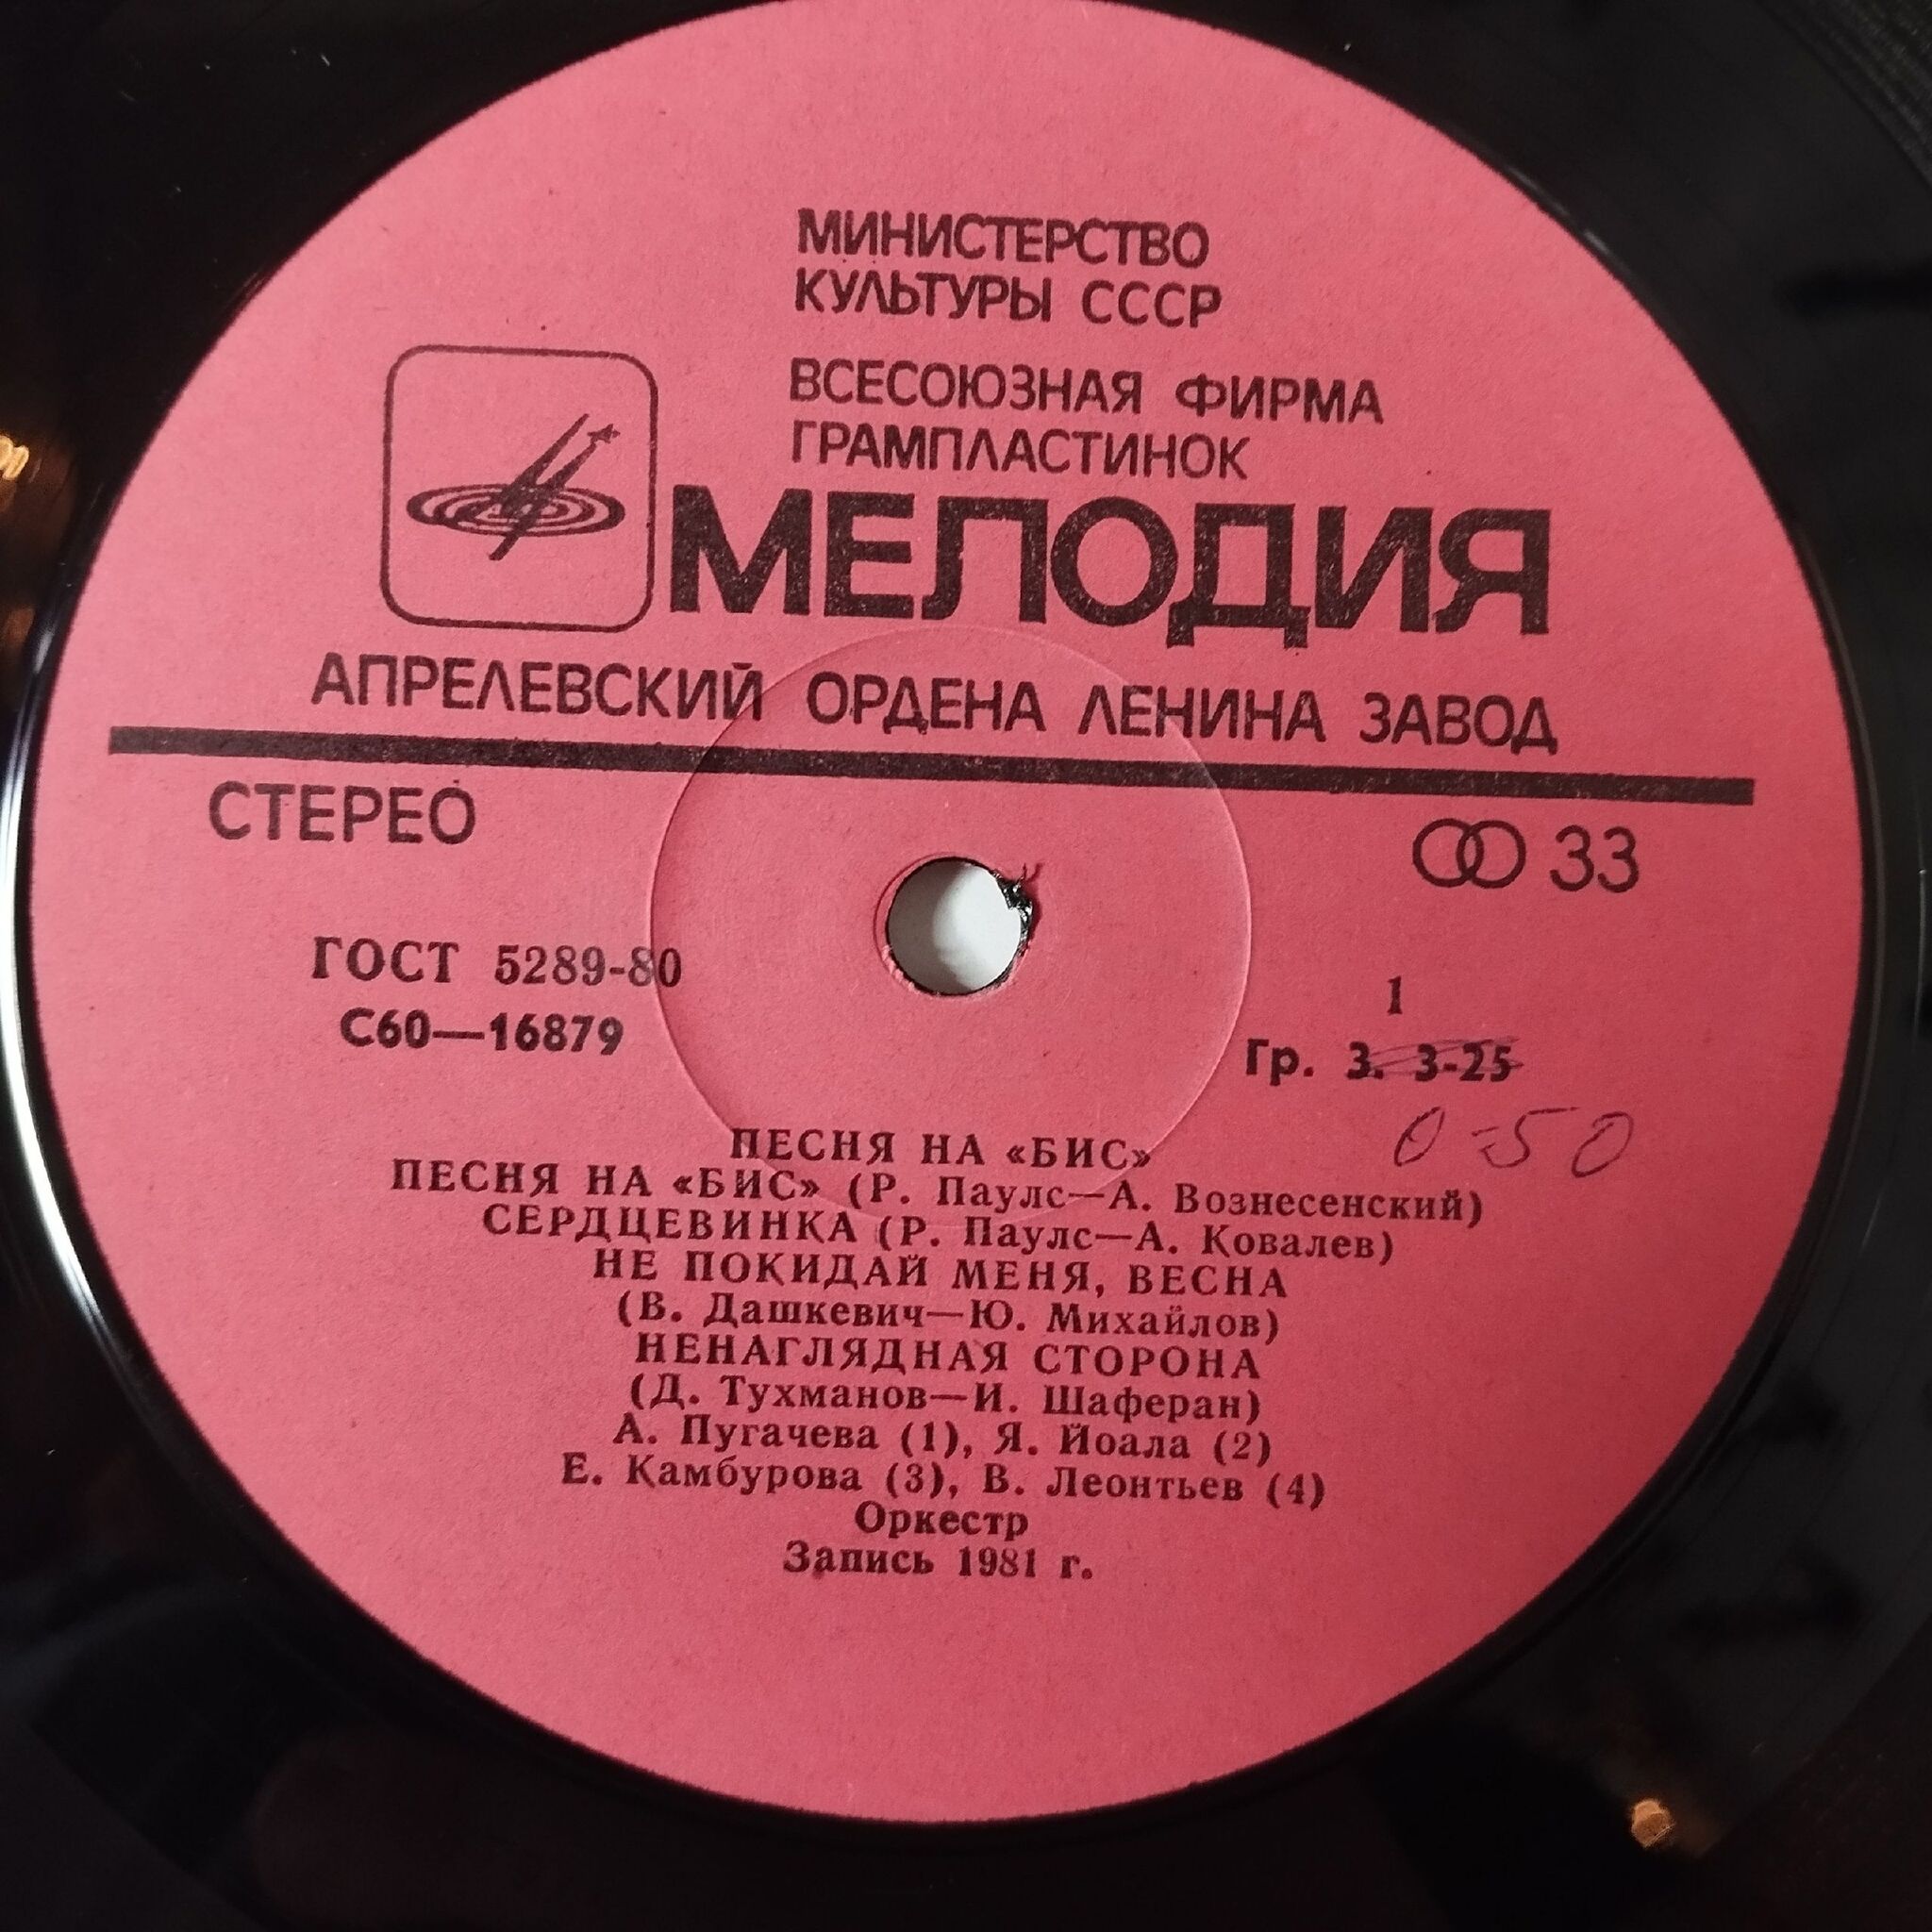 МИНИСТЕРСТВО
КУЛЬТУРЫ СССР
ВСЕСОЮЗНАЯ ФИРМА
ГРАМПЛАСТИНОК
МЕЛОДИЯ
АПРЕЛЕВСКИЙ ОРДЕНА ЛЕНИНА ЗАВОД
СТЕРЕО
33
ГОСТ 5289-80
С60—16879
1
Гр. 3. 3-25
0-50
ПЕСНЯ НА «БИС»
ПЕСНЯ НА «БИС» (Р. Паулс—А. Вознесенский)
СЕРДЦЕВИНКА (Р. Паулс—А. Ковалев)
НЕ ПОКИДАЙ МЕНЯ, ВЕСНА
(В. Дашкевич—Ю. Михайлов)
НЕНАГЛЯДНАЯ СТОРОНА
(Д. Тухманов—И. Шаферан)
А. Пугачева (1), Я. Йоала (2)
Е. Камбурова (3), В. Леонтьев (4)
Оркестр
Запись 1981 г.